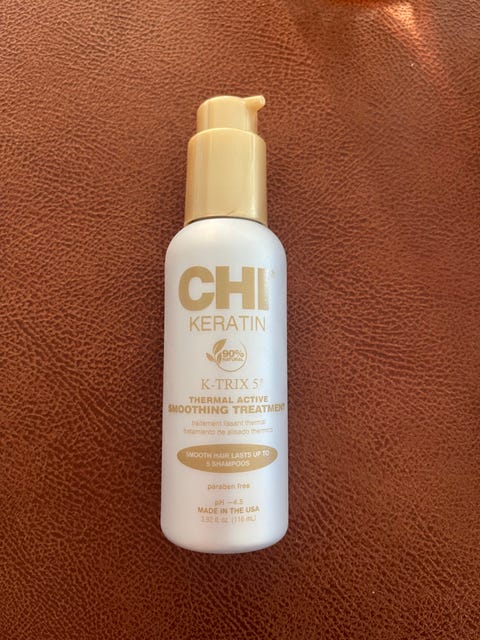 CHI
KERATIN
90%
NATURAL
K-TRIX 5
THERMAL ACTIVE
SMOOTHING TREATMENT
traitement lissant thermal
tratamiento de alisado thermico
SMOOTH HAIR LASTS UP TO
5 SHAMPOOS
paraben free
pH ~4.5
MADE IN THE USA
3.92 fl. oz. (116 mL)